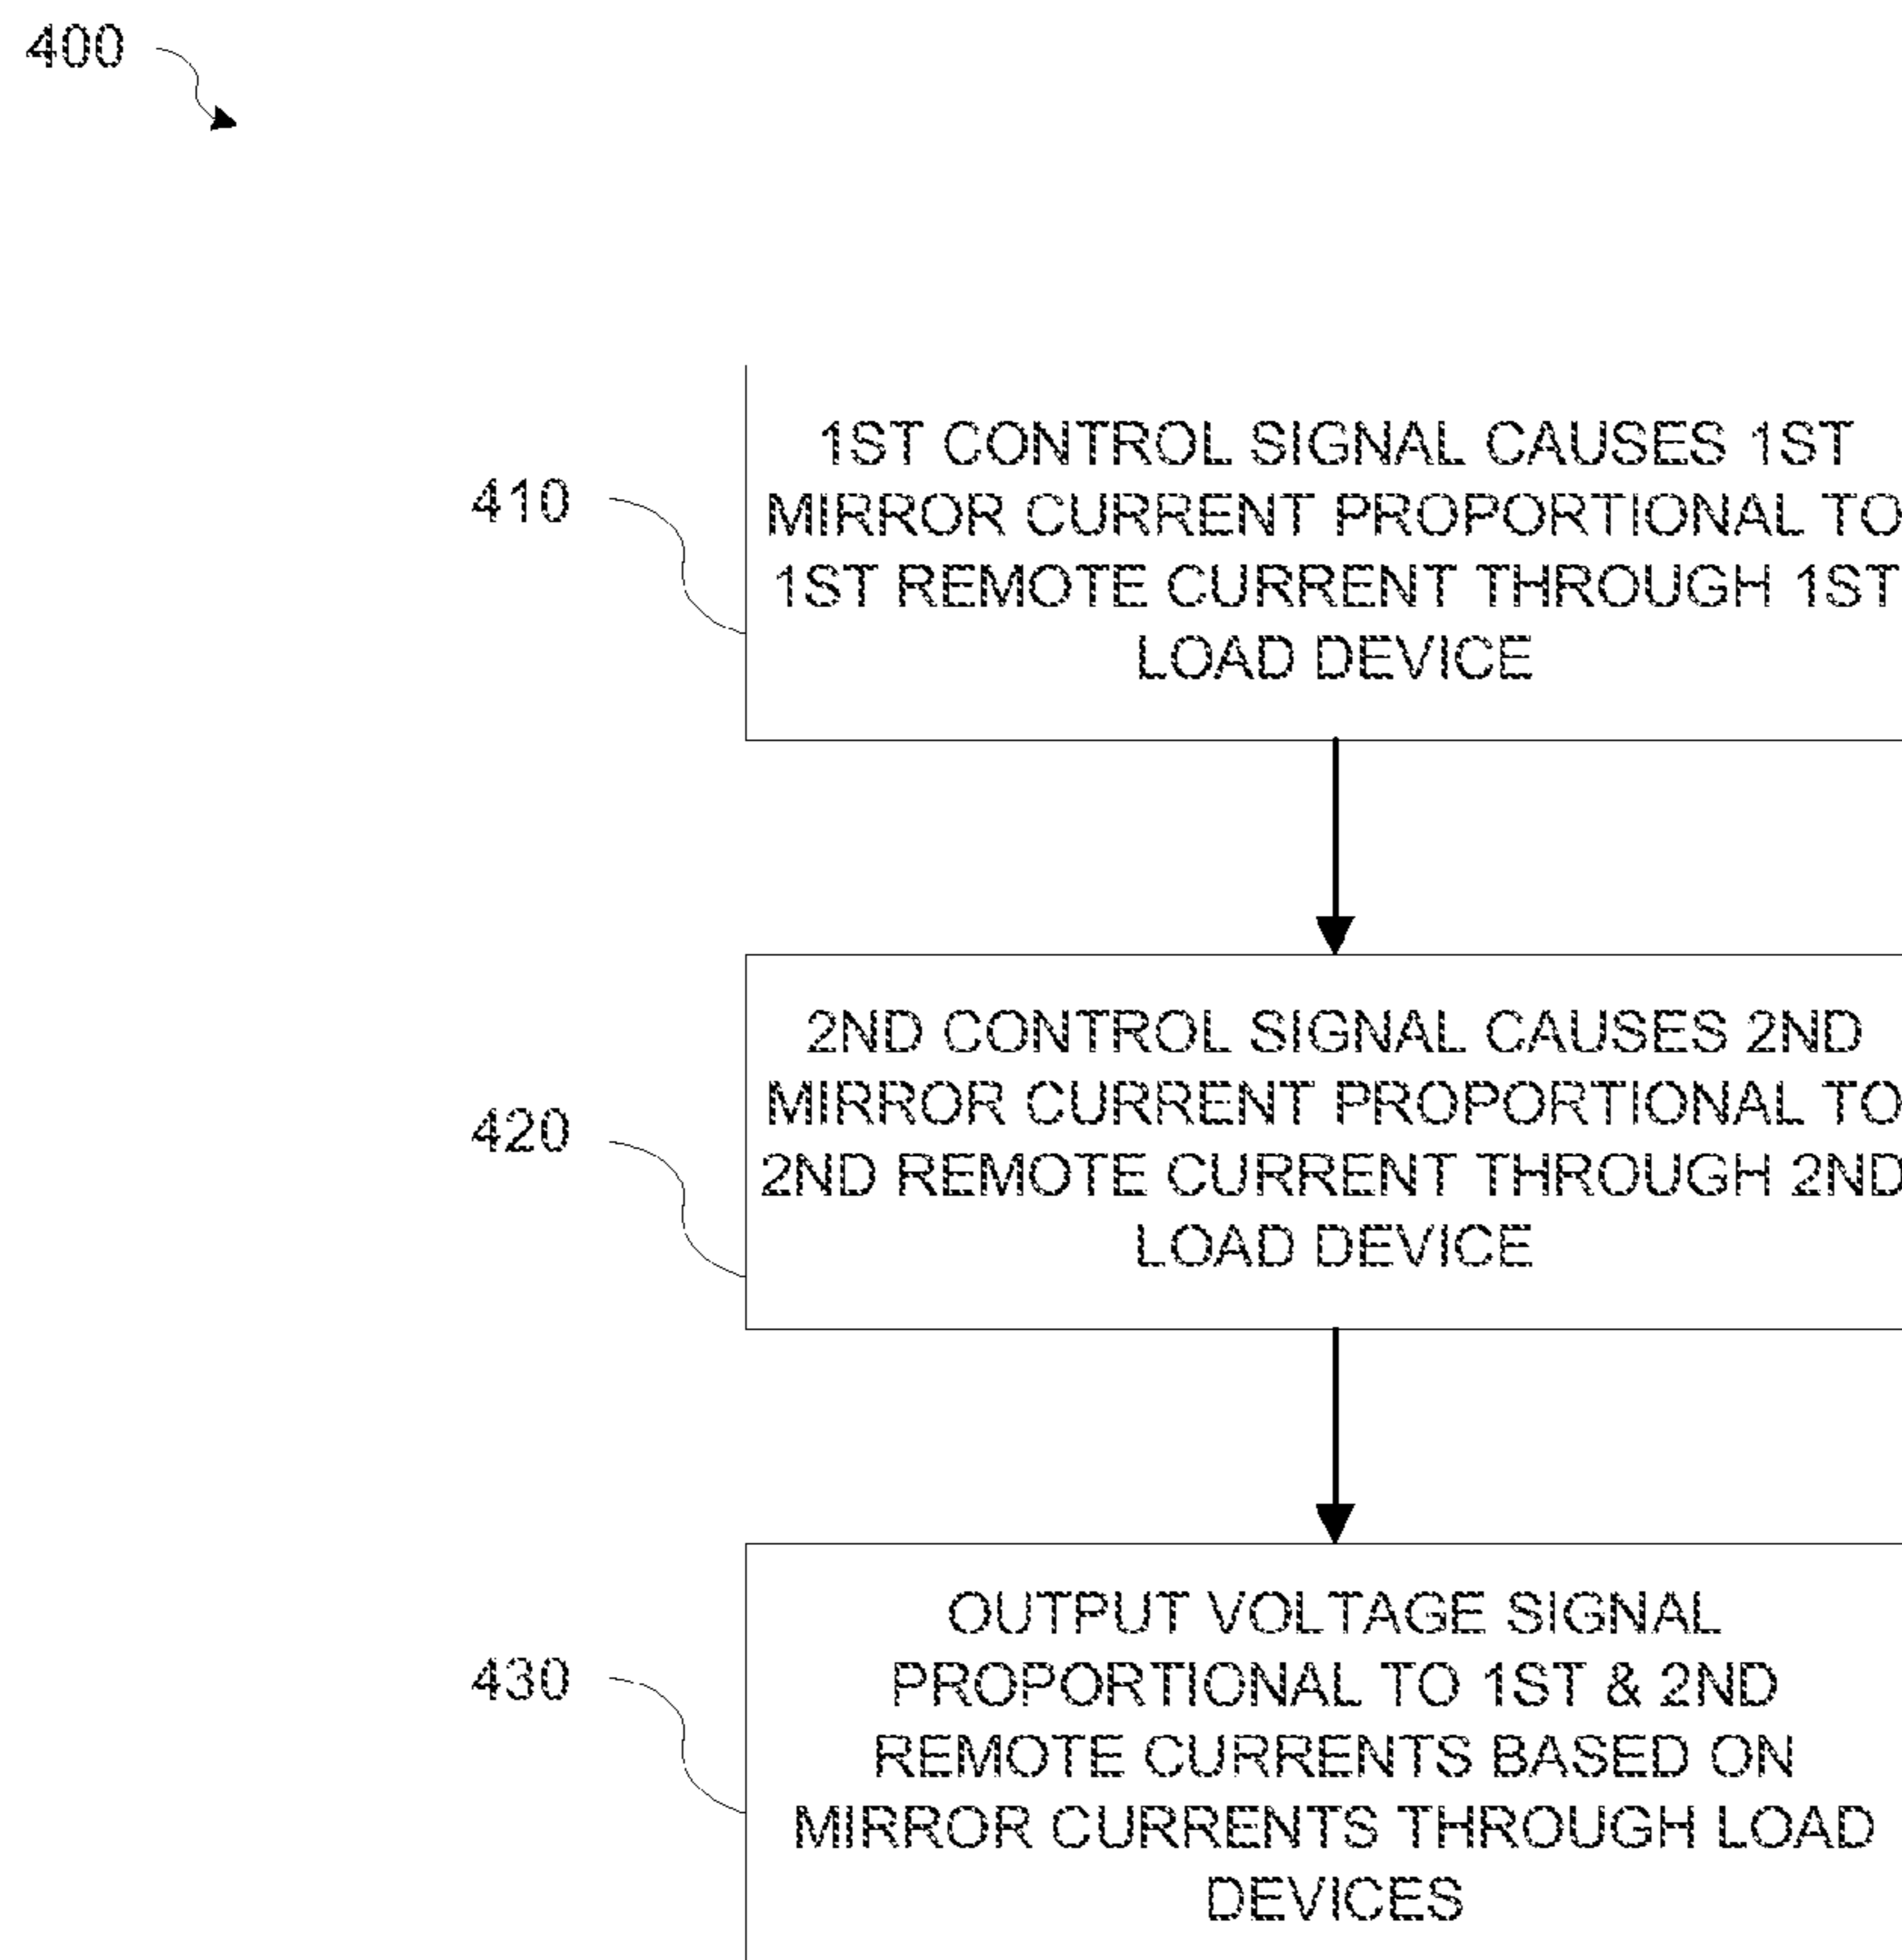 400
410
1ST CONTROL SIGNAL CAUSES 1ST
MIRROR CURRENT PROPORTIONAL TO
1ST REMOTE CURRENT THROUGH 1ST
LOAD DEVICE
420
2ND CONTROL SIGNAL CAUSES 2ND
MIRROR CURRENT PROPORTIONAL TO
2ND REMOTE CURRENT THROUGH 2ND
LOAD DEVICE
430
OUTPUT VOLTAGE SIGNAL
PROPORTIONAL TO 1ST & 2ND
REMOTE CURRENTS BASED ON
MIRROR CURRENTS THROUGH LOAD
DEVICES